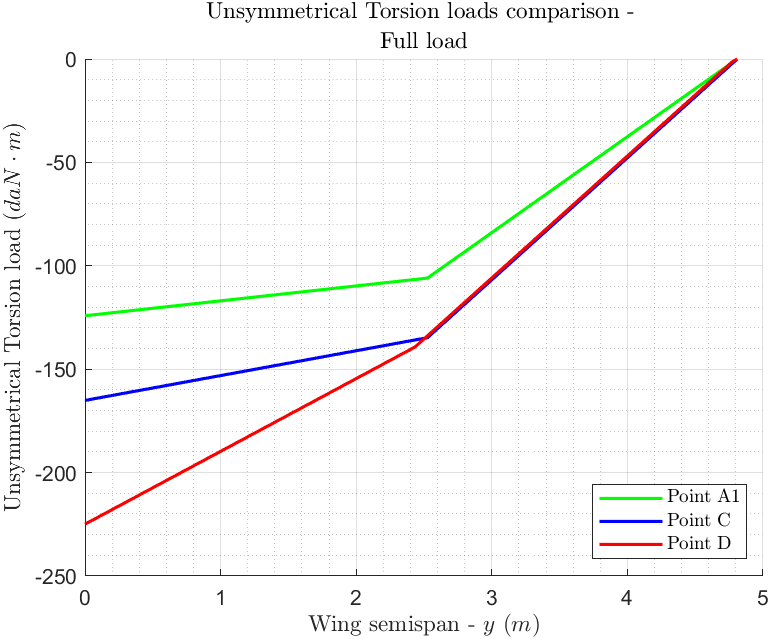 Unsymmetrical Torsion loads comparison -
Full load
Unsymmetrical Torsion load (daN · m)
0
-50
-100
-150
-200
-250
0 1 2 3 4 5
Wing semispan - y (m)
Point A1
Point C
Point D